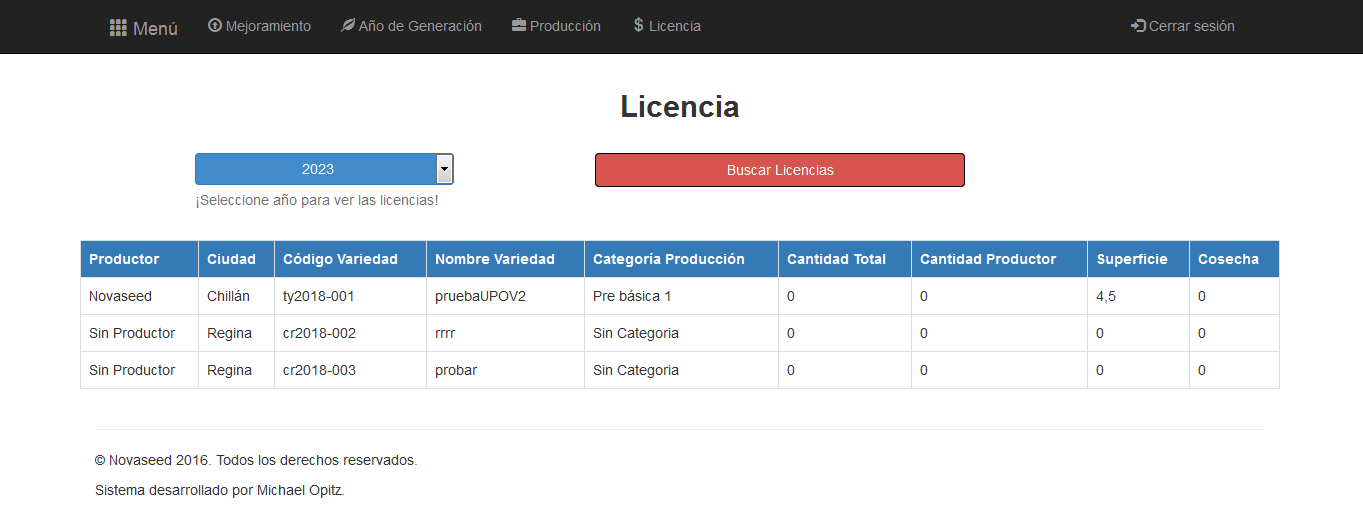 Menú Mejoramiento Año de Generación Producción $ Licencia Cerrar sesión
Licencia
2023 Buscar Licencias
¡Seleccione año para ver las licencias!
Productor Ciudad Código Variedad Nombre Variedad Categoría Producción Cantidad Total Cantidad Productor Superficie Cosecha
Novaseed Chillán ty2018-001 pruebaUPOV2 Pre básica 1 0 0 4,5 0
Sin Productor Regina cr2018-002 rrrr Sin Categoria 0 0 0 0
Sin Productor Regina cr2018-003 probar Sin Categoria 0 0 0 0
© Novaseed 2016. Todos los derechos reservados.
Sistema desarrollado por Michael Opitz.